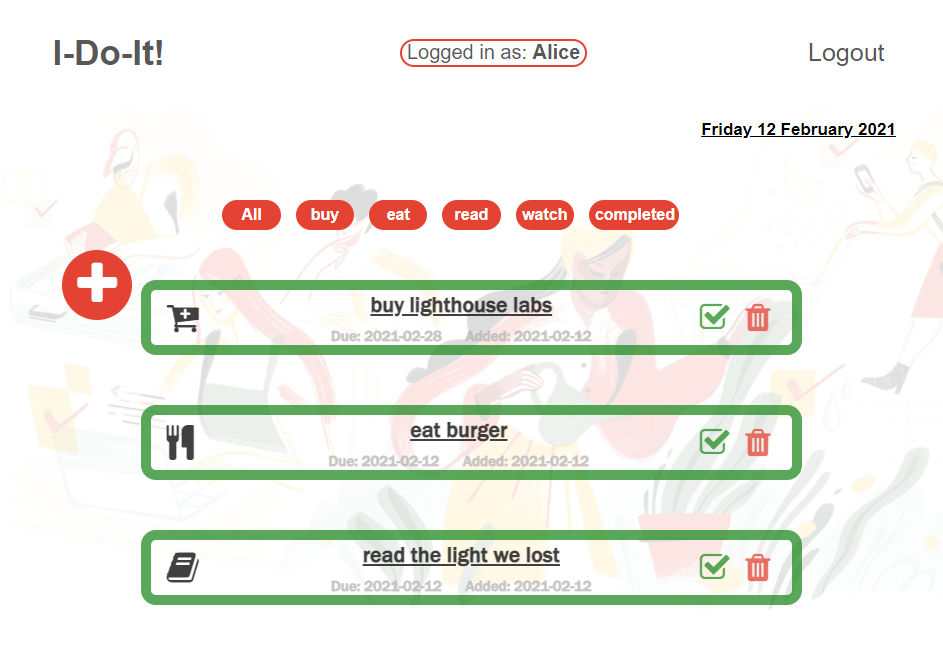 I-Do-It! Logged in as: Alice Logout
Friday 12 February 2021
All buy eat read watch completed
buy lighthouse labs
Due: 2021-02-28 Added: 2021-02-12
eat burger
Due: 2021-02-12 Added: 2021-02-12
read the light we lost
Due: 2021-02-12 Added: 2021-02-12